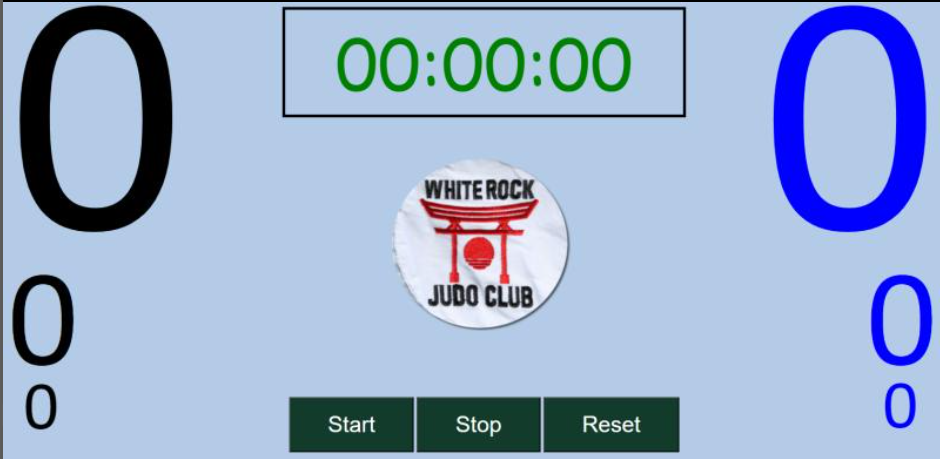 0 00:00:00 0
WHITE ROCK
JUDO CLUB
0 0
0 0
Start Stop Reset